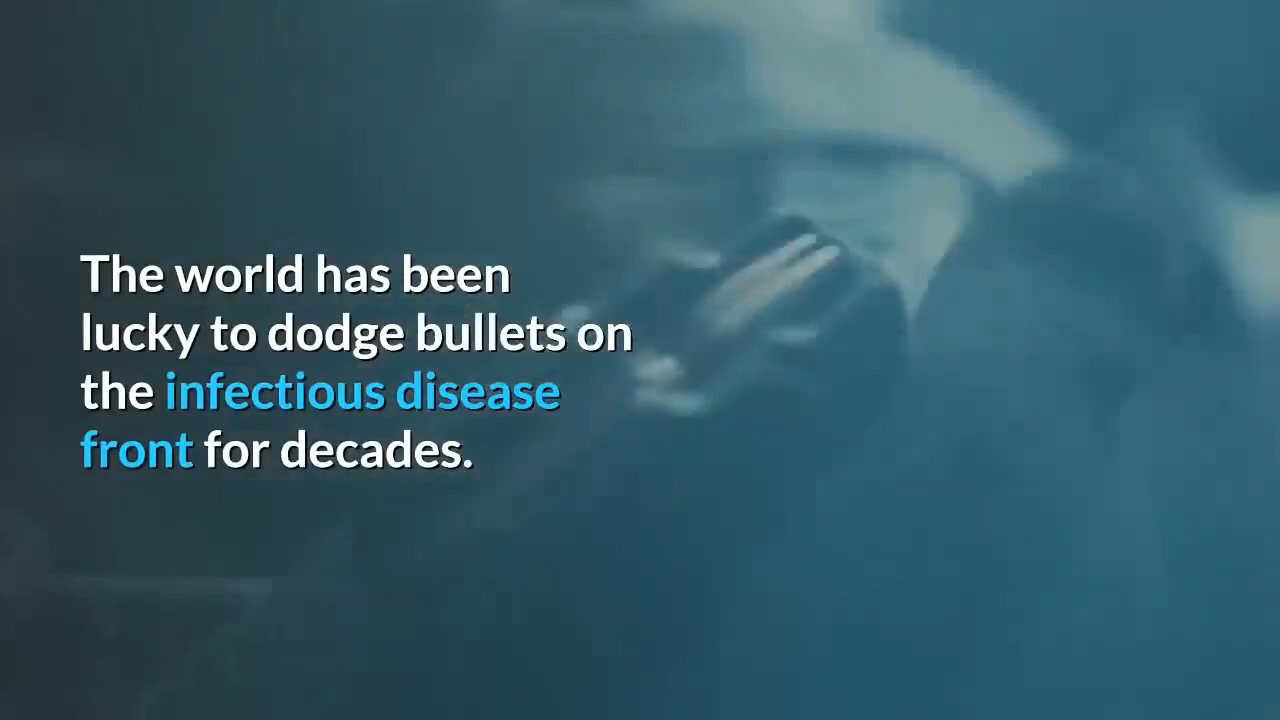 The world has been
lucky to dodge bullets on
the infectious disease
front for decades.